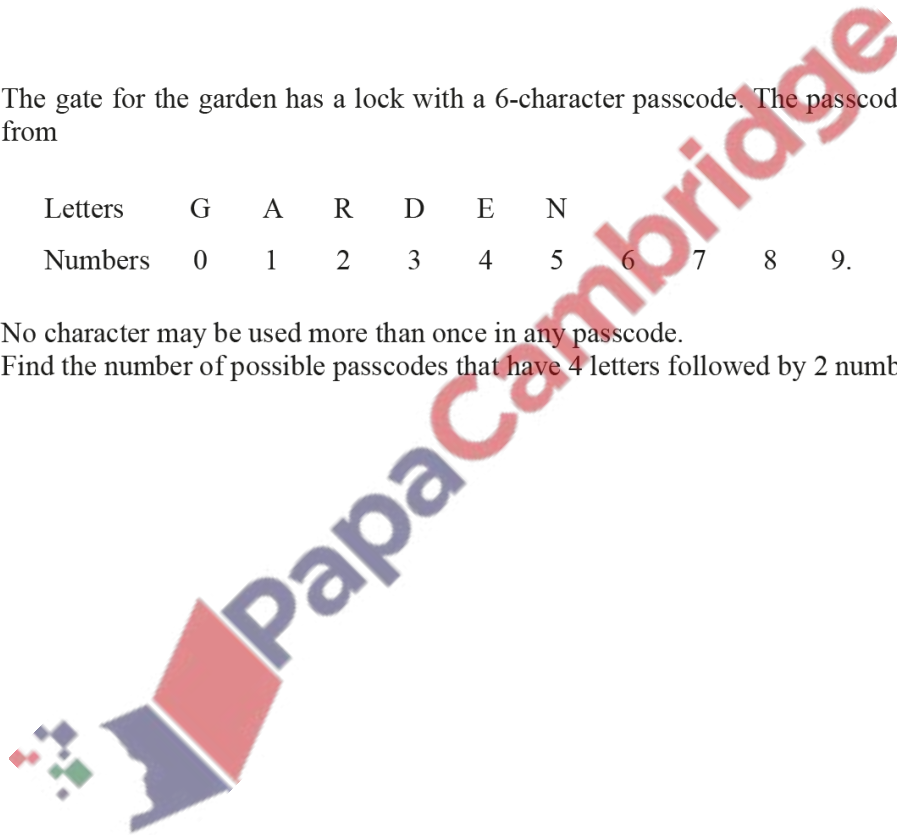 The gate for the garden has a lock with a 6-character passcode. The passcod
from
Letters G A R D E N
Numbers 0 1 2 3 4 5 6 7 8 9.
No character may be used more than once in any passcode.
Find the number of possible passcodes that have 4 letters followed by 2 numb
PapaCambridge